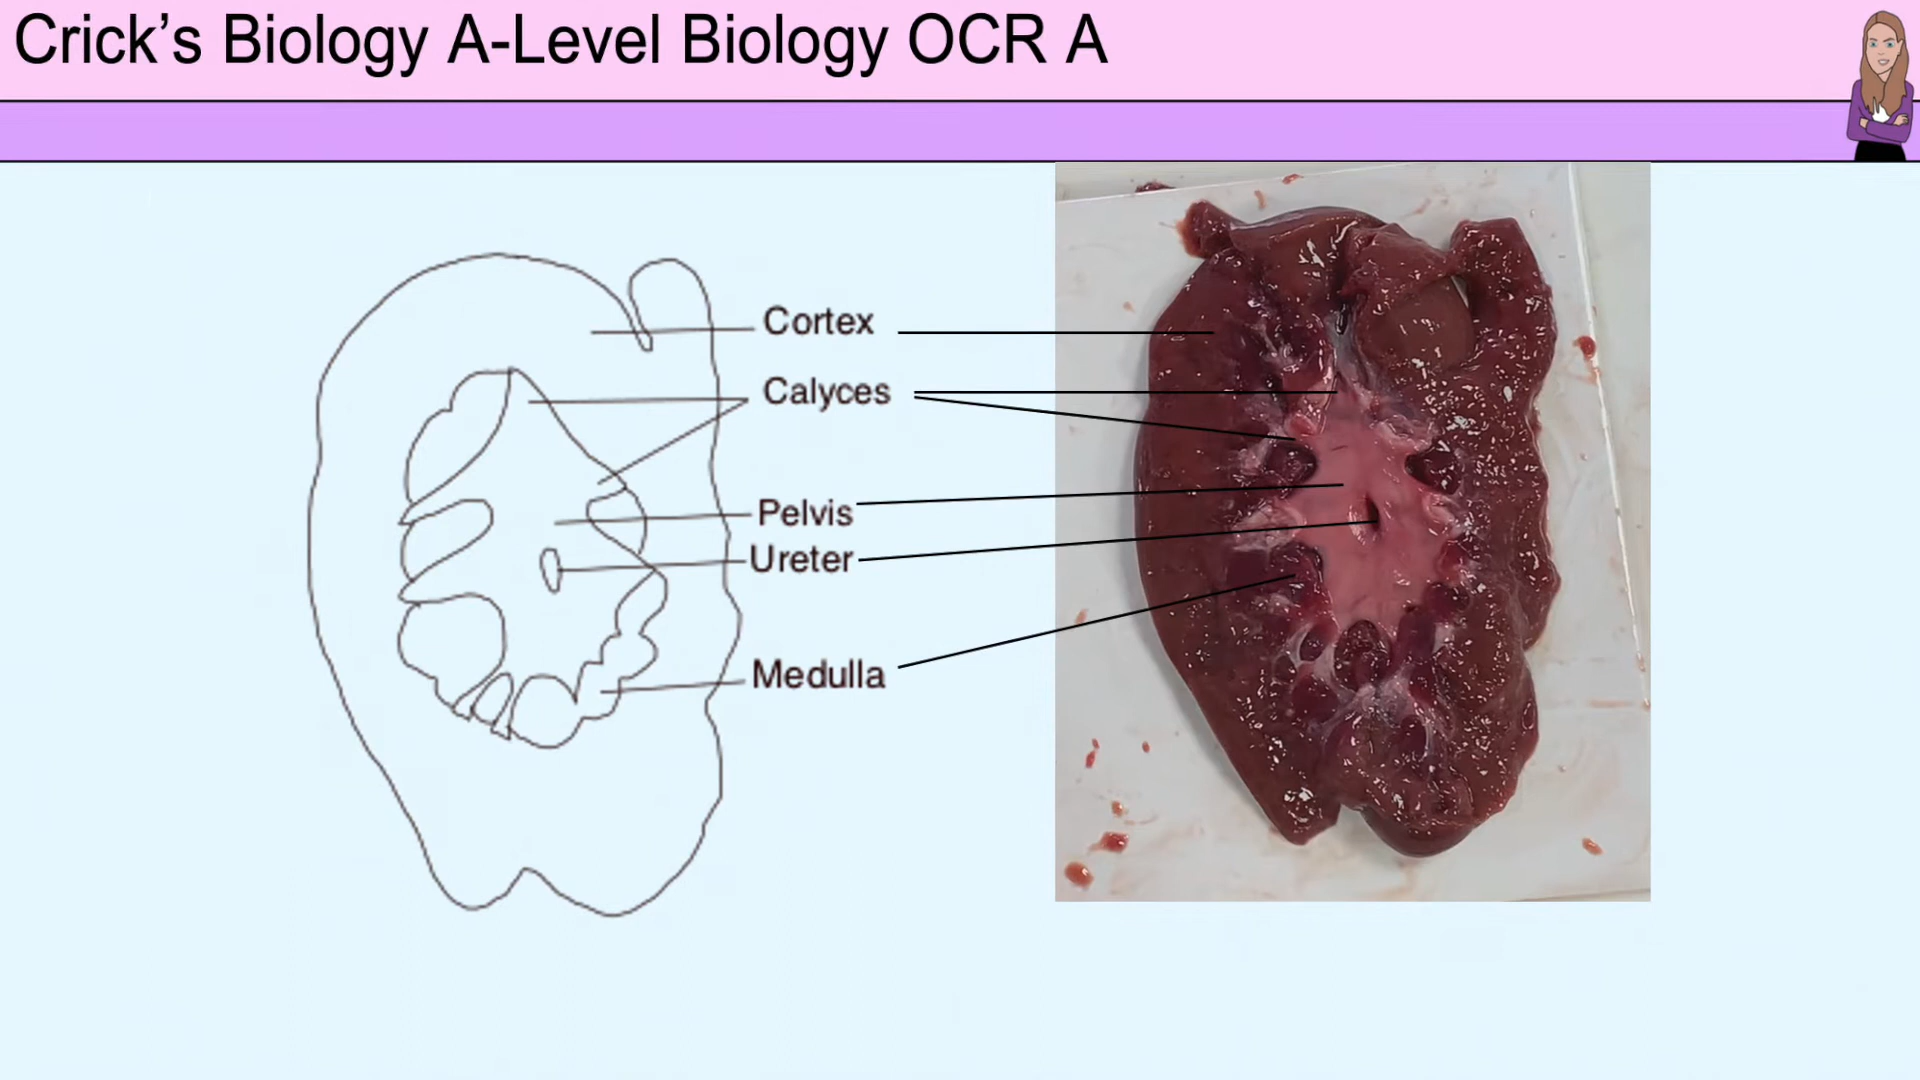 Crick’s Biology A-Level Biology OCR A
Cortex
Calyces
Pelvis
Ureter
Medulla